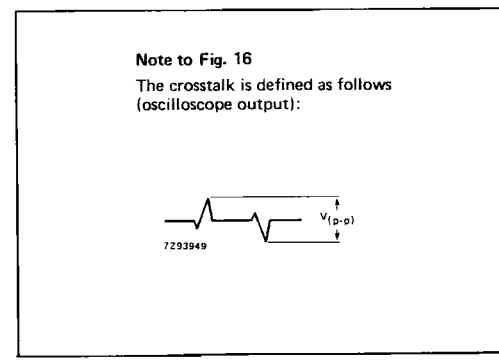 Note to Fig. 16
The crosstalk is defined as follows
(oscilloscope output):
V(p-p)
7Z93949